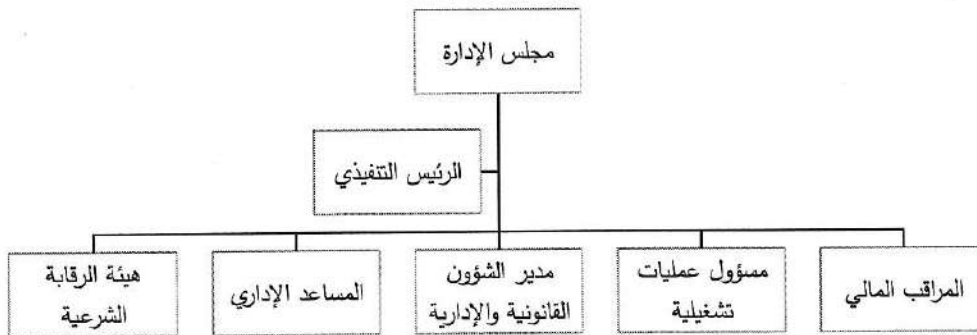 مجلس الإدارة
الرئيس التنفيذي
المراقب المالي
مسؤول عمليات
تشغيلية
مدير الشؤون
القانونية والإدارية
المساعد الإداري
هيئة الرقابة
الشرعية